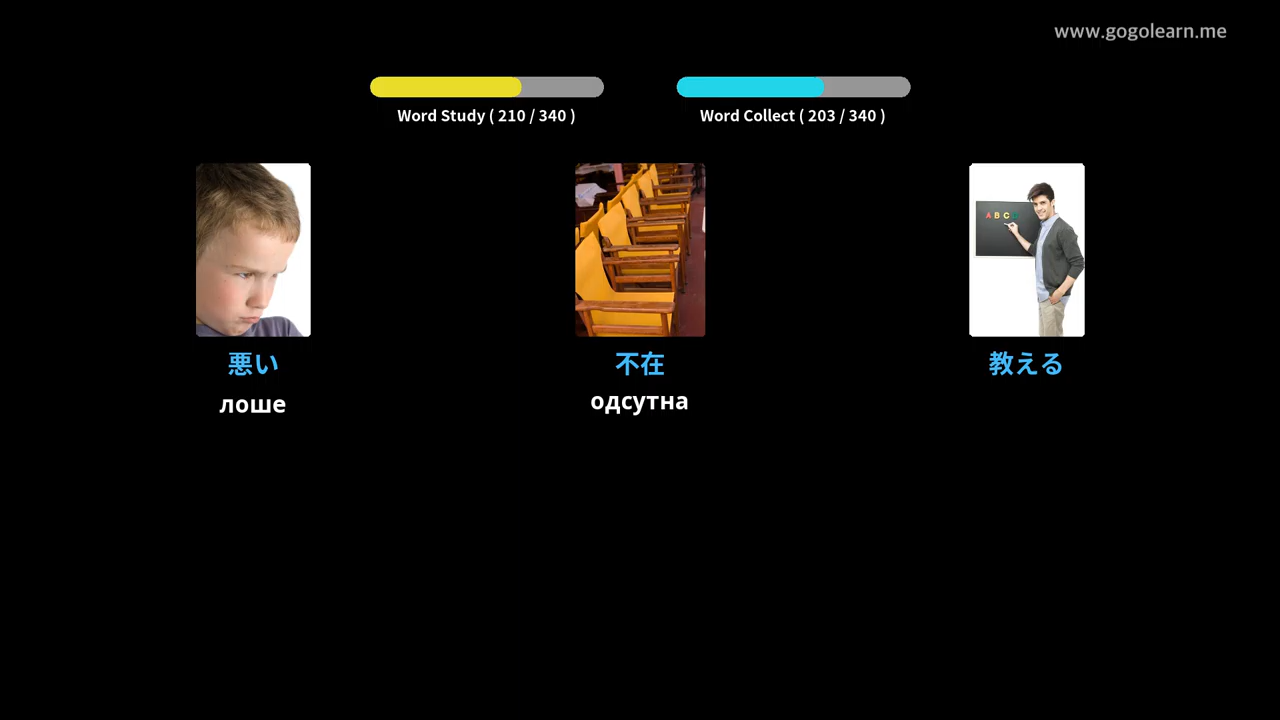 www.gogolearn.me
Word Study ( 210 / 340 )
Word Collect ( 203 / 340 )
悪い
不在
教える
лоше
одсутна
A B C